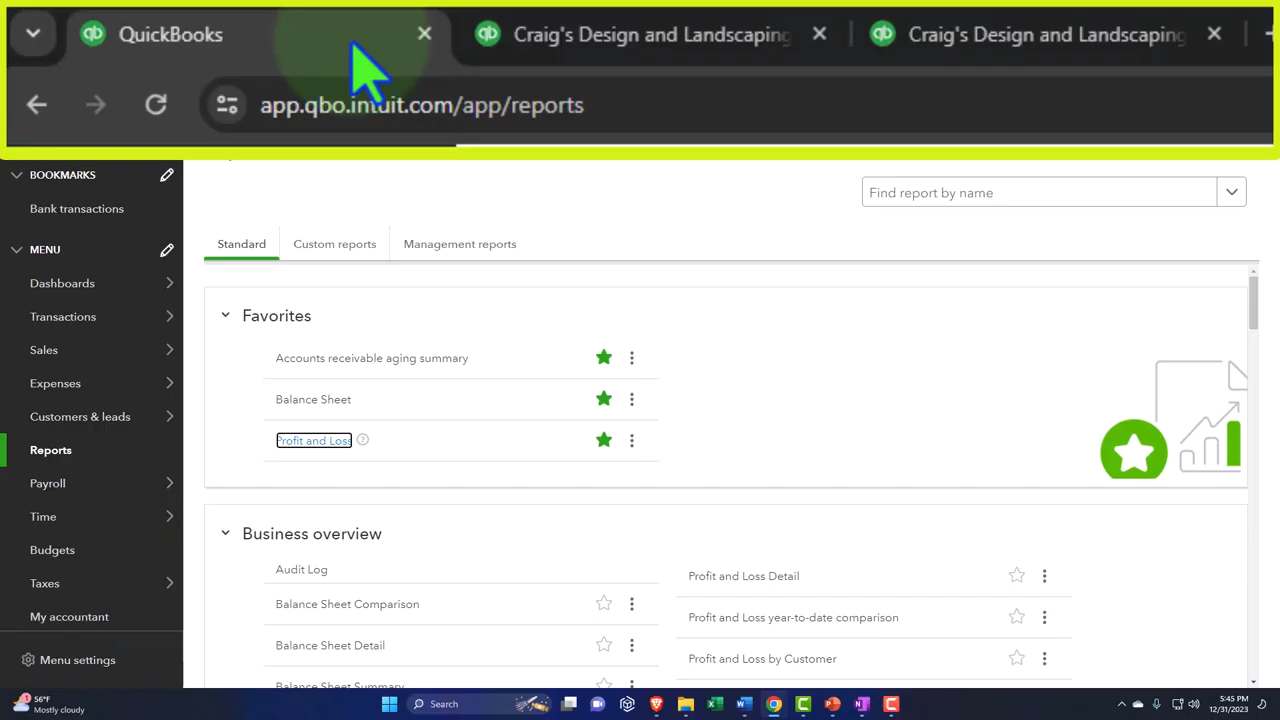 QuickBooks
Craig's Design and Landscaping
Craig's Design and Landscaping
app.qbo.intuit.com/app/reports
BOOKMARKS
Bank transactions
MENU
Dashboards
Transactions
Sales
Expenses
Customers & leads
Reports
Payroll
Time
Budgets
Taxes
My accountant
Menu settings
Find report by name
Standard
Custom reports
Management reports
Favorites
Accounts receivable aging summary
Balance Sheet
Profit and Loss
Business overview
Audit Log
Balance Sheet Comparison
Balance Sheet Detail
Balance Sheet Summary
Profit and Loss Detail
Profit and Loss year-to-date comparison
Profit and Loss by Customer
1
56°F
Mostly cloudy
Search
5:45 PM
12/31/2023